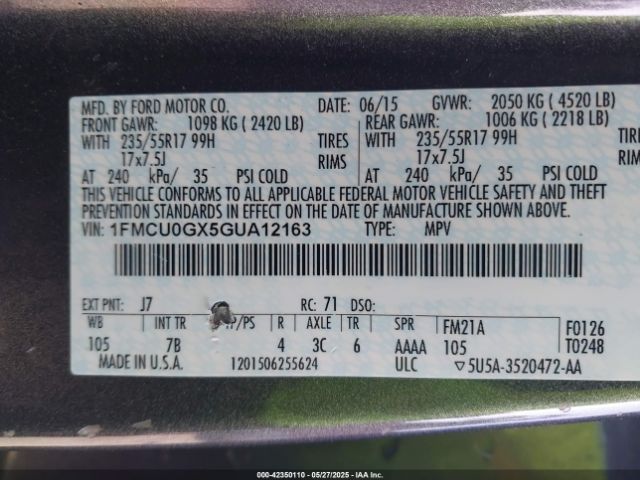 MFD. BY FORD MOTOR CO. DATE: 06/15 GVWR: 2050 KG ( 4520 LB)
FRONT GAWR: 1098 KG ( 2420 LB) REAR GAWR: 1006 KG ( 2218 LB)
WITH 235/55R17 99H TIRES WITH 235/55R17 99H TIRES
17x7.5J RIMS 17x7.5J RIMS
AT 240 kPa/ 35 PSI COLD AT 240 kPa/ 35 PSI COLD
THIS VEHICLE CONFORMS TO ALL APPLICABLE FEDERAL MOTOR VEHICLE SAFETY AND THEFT
PREVENTION STANDARDS IN EFFECT ON THE DATE OF MANUFACTURE SHOWN ABOVE.
VIN: 1FMCU0GX5GUA12163 TYPE: MPV
EXT PNT: J7 RC: 71 DSO:
WB INT TR /PS R AXLE TR SPR FM21A F0126
105 7B 4 3C 6 AAAA 105 T0248
MADE IN U.S.A. 1201506255624 ULC ▽5U5A-3520472-AA
000-42350110 — 05/27/2025 — IAA Inc.